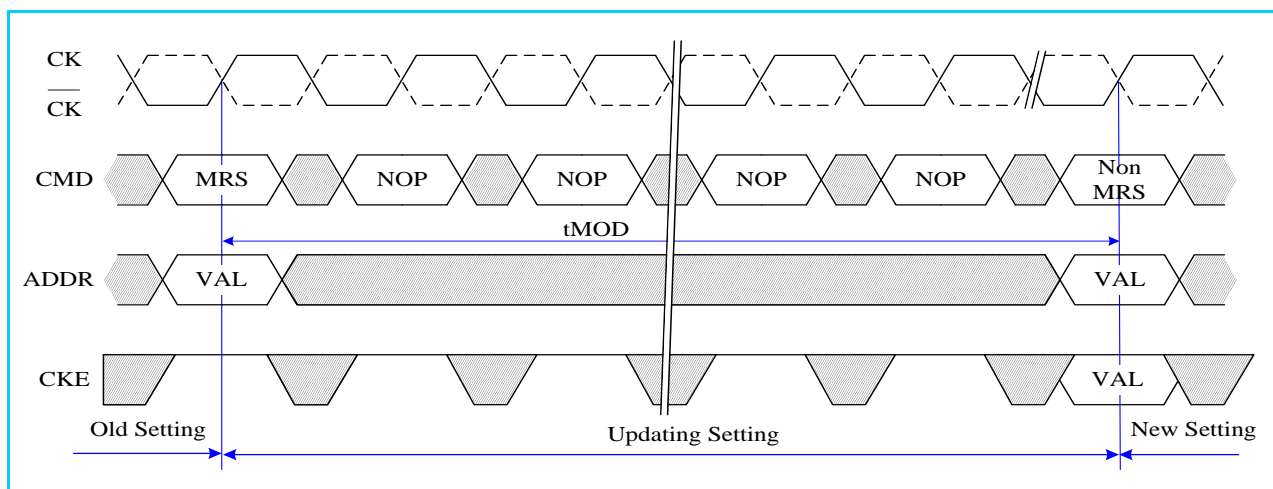 CK
CK
CMD MRS NOP NOP NOP NOP Non MRS
tMOD
ADDR VAL VAL
CKE VAL
Old Setting Updating Setting New Setting